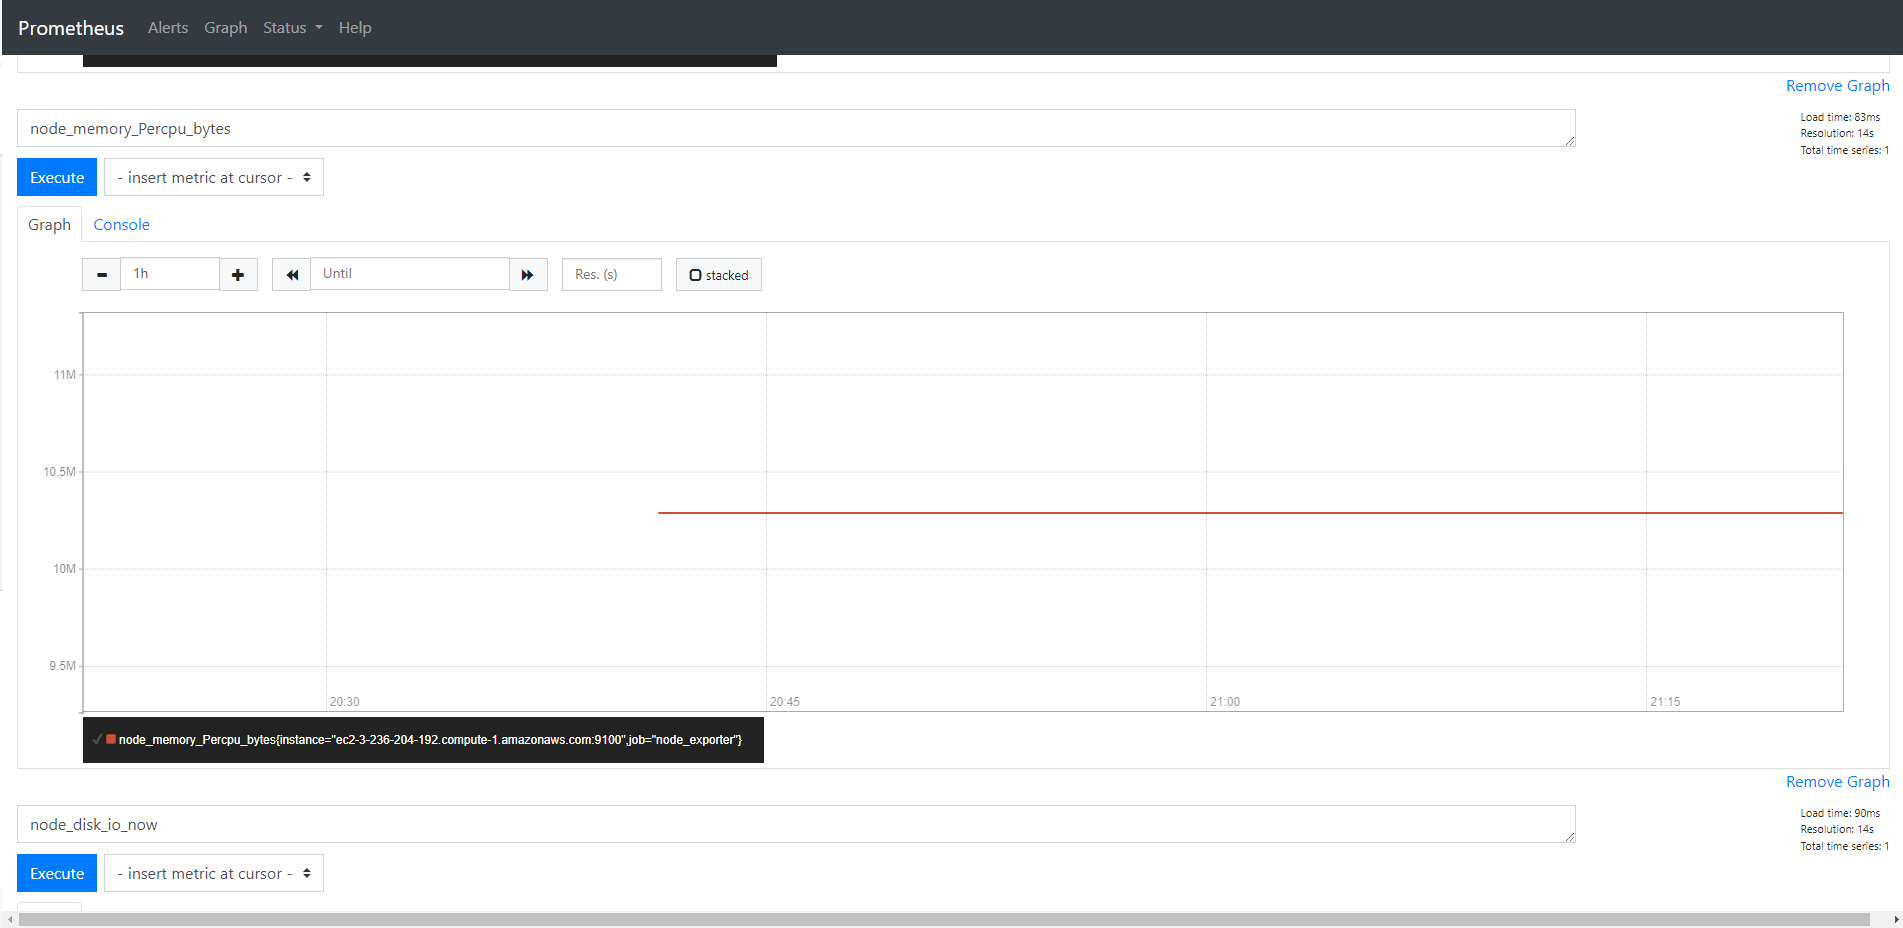 Prometheus Alerts Graph Status Help
Remove Graph
node_memory_Percpu_bytes
Load time: 83ms
Resolution: 14s
Total time series: 1
Execute - insert metric at cursor -
Graph Console
1h Until Res. (s) stacked
11M
10.5M
10M
9.5M
20:30 20:45 21:00 21:15
node_memory_Percpu_bytes{instance="ec2-3-236-204-192.compute-1.amazonaws.com:9100",job="node_exporter"}
Remove Graph
node_disk_io_now
Load time: 90ms
Resolution: 14s
Total time series: 1
Execute - insert metric at cursor -